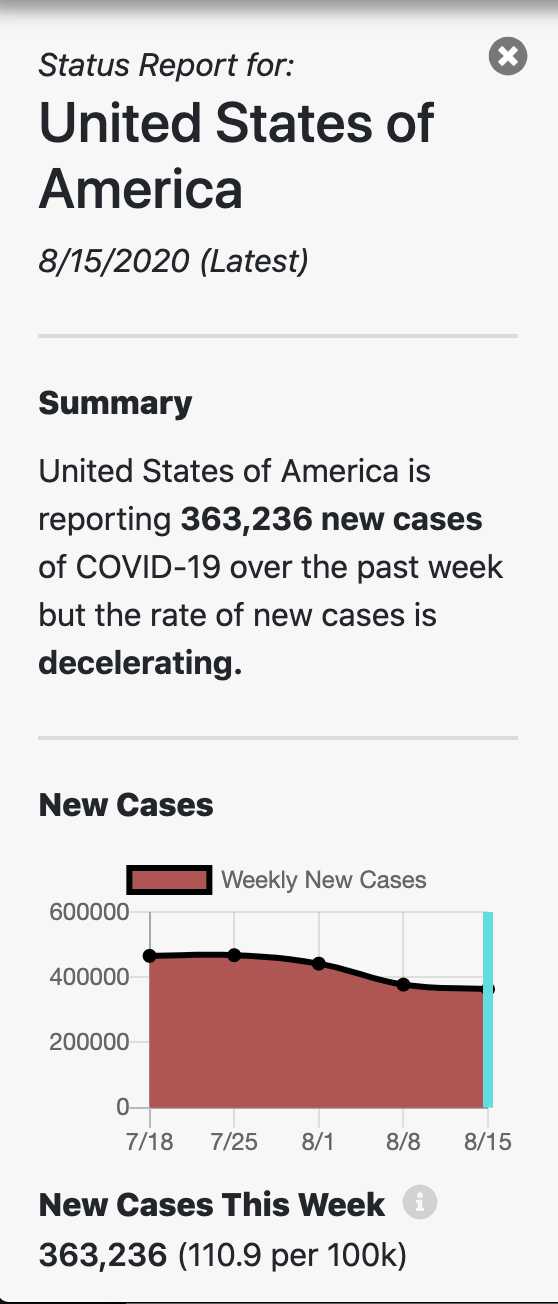 Status Report for:
United States of
America
8/15/2020 (Latest)
Summary
United States of America is
reporting 363,236 new cases
of COVID-19 over the past week
but the rate of new cases is
decelerating.
New Cases
Weekly New Cases
600000
400000
200000
0
7/18 7/25 8/1 8/8 8/15
New Cases This Week i
363,236 (110.9 per 100k)